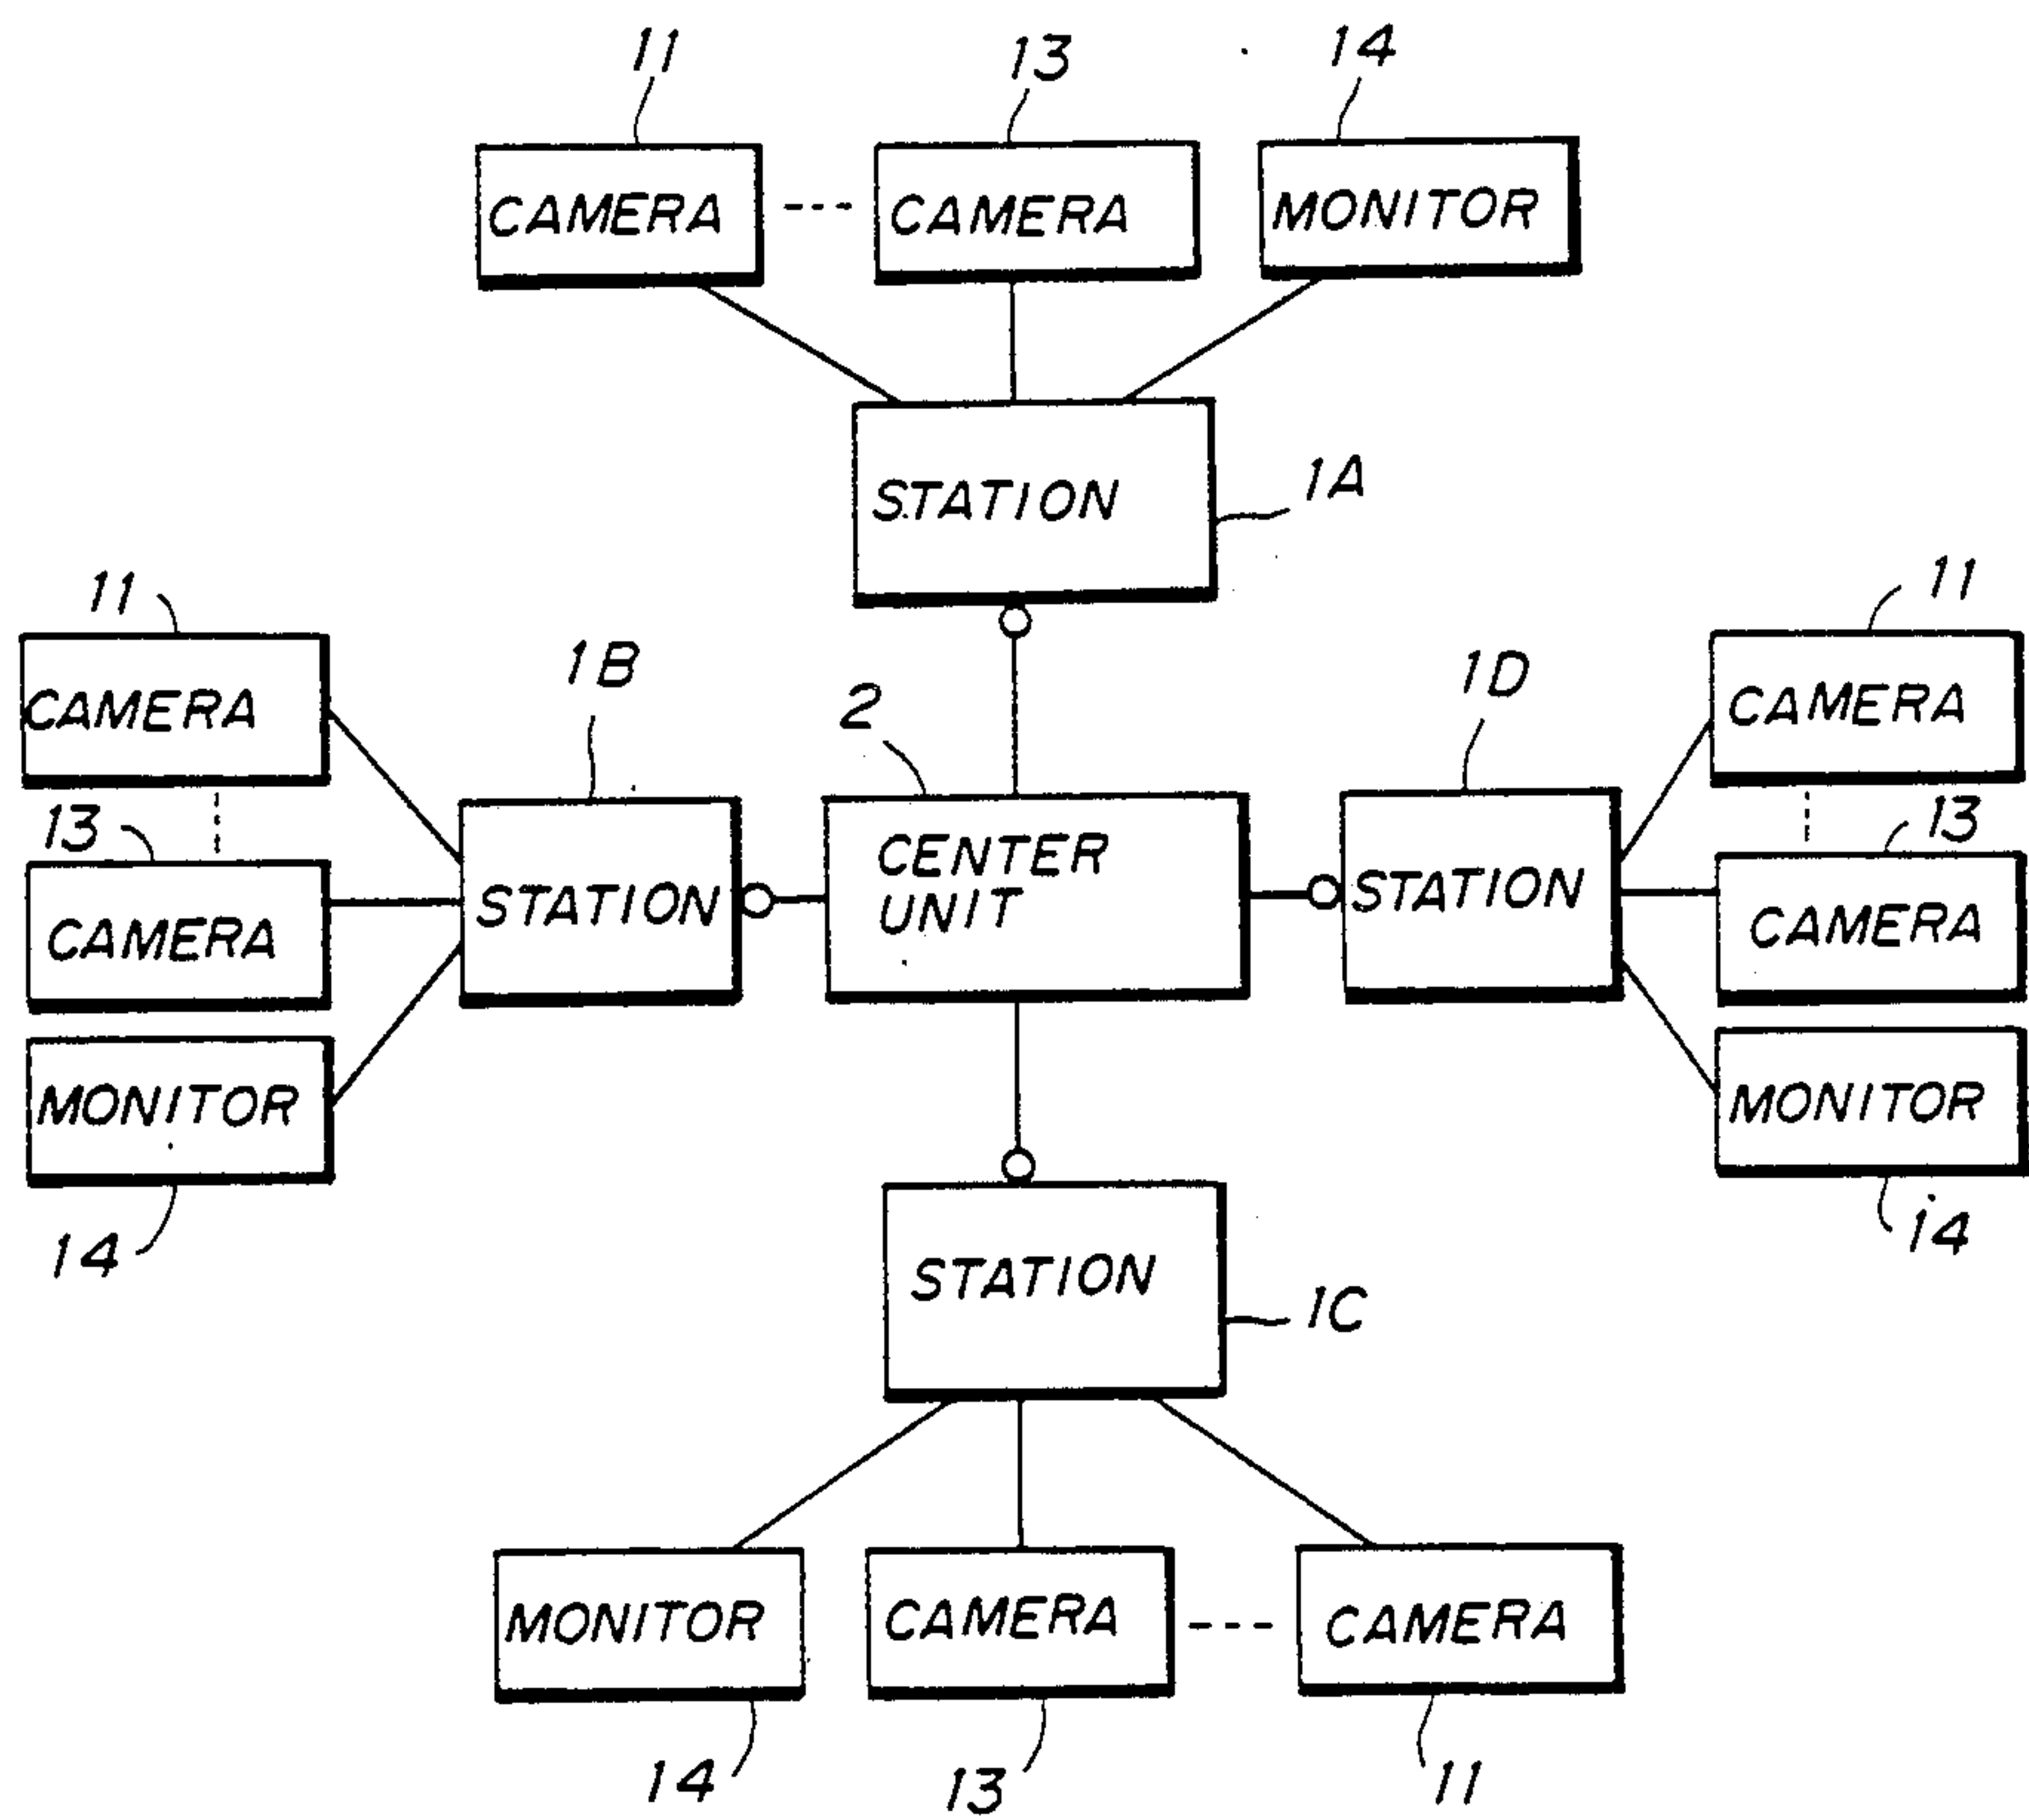 11
13
14
CAMERA
CAMERA
MONITOR
STATION
1A
11
1B
2
1D
11
CAMERA
CAMERA
13
13
CENTER
UNIT
STATION
STATION
CAMERA
CAMERA
MONITOR
MONITOR
14
14
STATION
1C
MONITOR
CAMERA
CAMERA
14
13
11